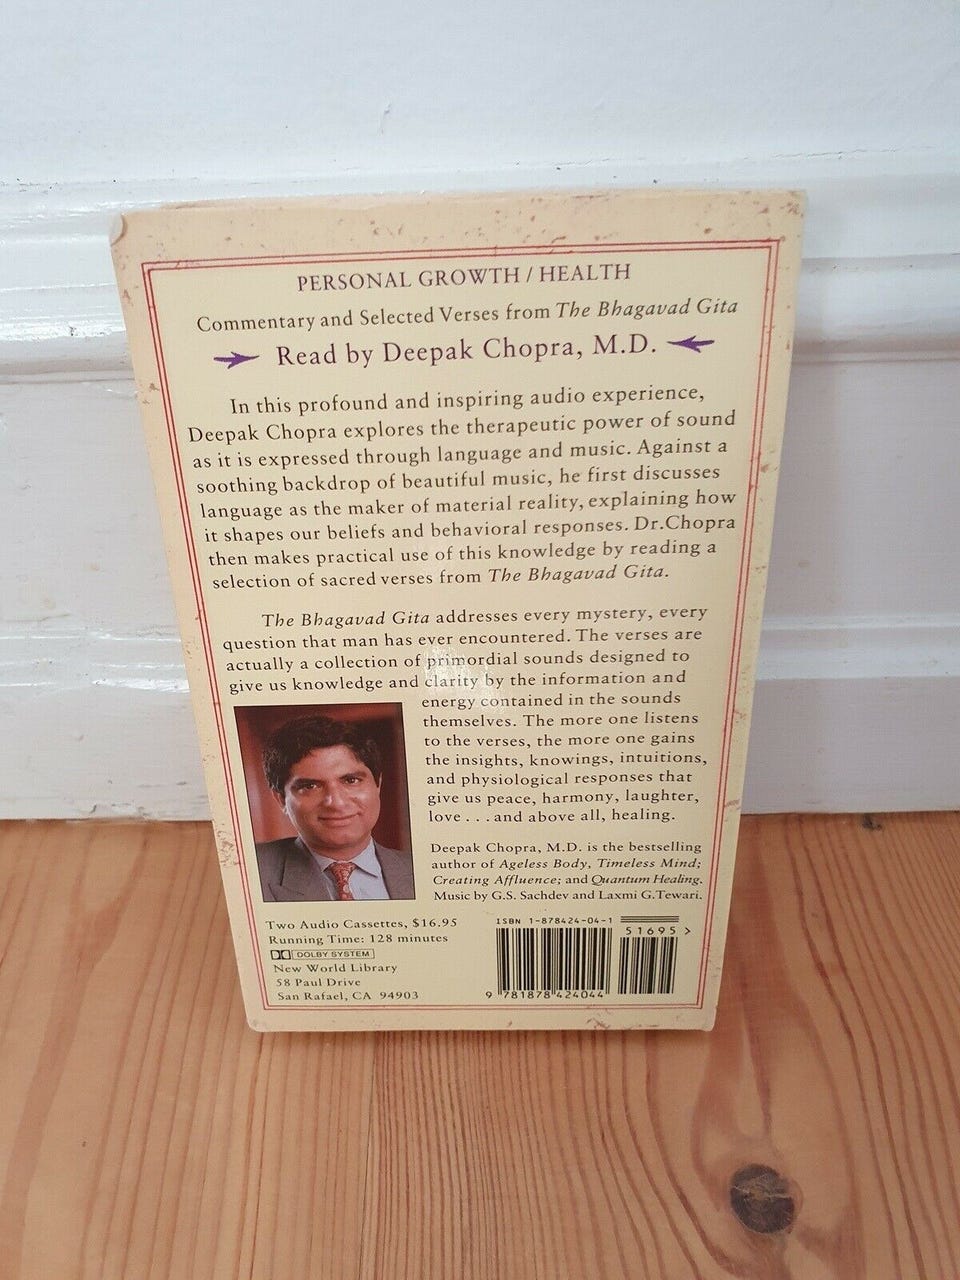 PERSONAL GROWTH / HEALTH
Commentary and Selected Verses from The Bhagavad Gita
Read by Deepak Chopra, M.D.
In this profound and inspiring audio experience,
Deepak Chopra explores the therapeutic power of sound
as it is expressed through language and music. Against a
soothing backdrop of beautiful music, he first discusses
language as the maker of material reality, explaining how
it shapes our beliefs and behavioral responses. Dr.Chopra
then makes practical use of this knowledge by reading a
selection of sacred verses from The Bhagavad Gita.
The Bhagavad Gita addresses every mystery, every
question that man has ever encountered. The verses are
actually a collection of primordial sounds designed to
give us knowledge and clarity by the information and
energy contained in the sounds
themselves. The more one listens
to the verses, the more one gains
the insights, knowings, intuitions,
and physiological responses that
give us peace, harmony, laughter,
love . . . and above all, healing.
Deepak Chopra, M.D. is the bestselling
author of Ageless Body, Timeless Mind;
Creating Affluence; and Quantum Healing.
Music by G.S. Sachdev and Laxmi G.Tewari.
Two Audio Cassettes, $16.95
Running Time: 128 minutes
DOLBY SYSTEM
New World Library
58 Paul Drive
San Rafael, CA 94903
ISBN 1-878424-04-1
51695 >
9 781878 424044